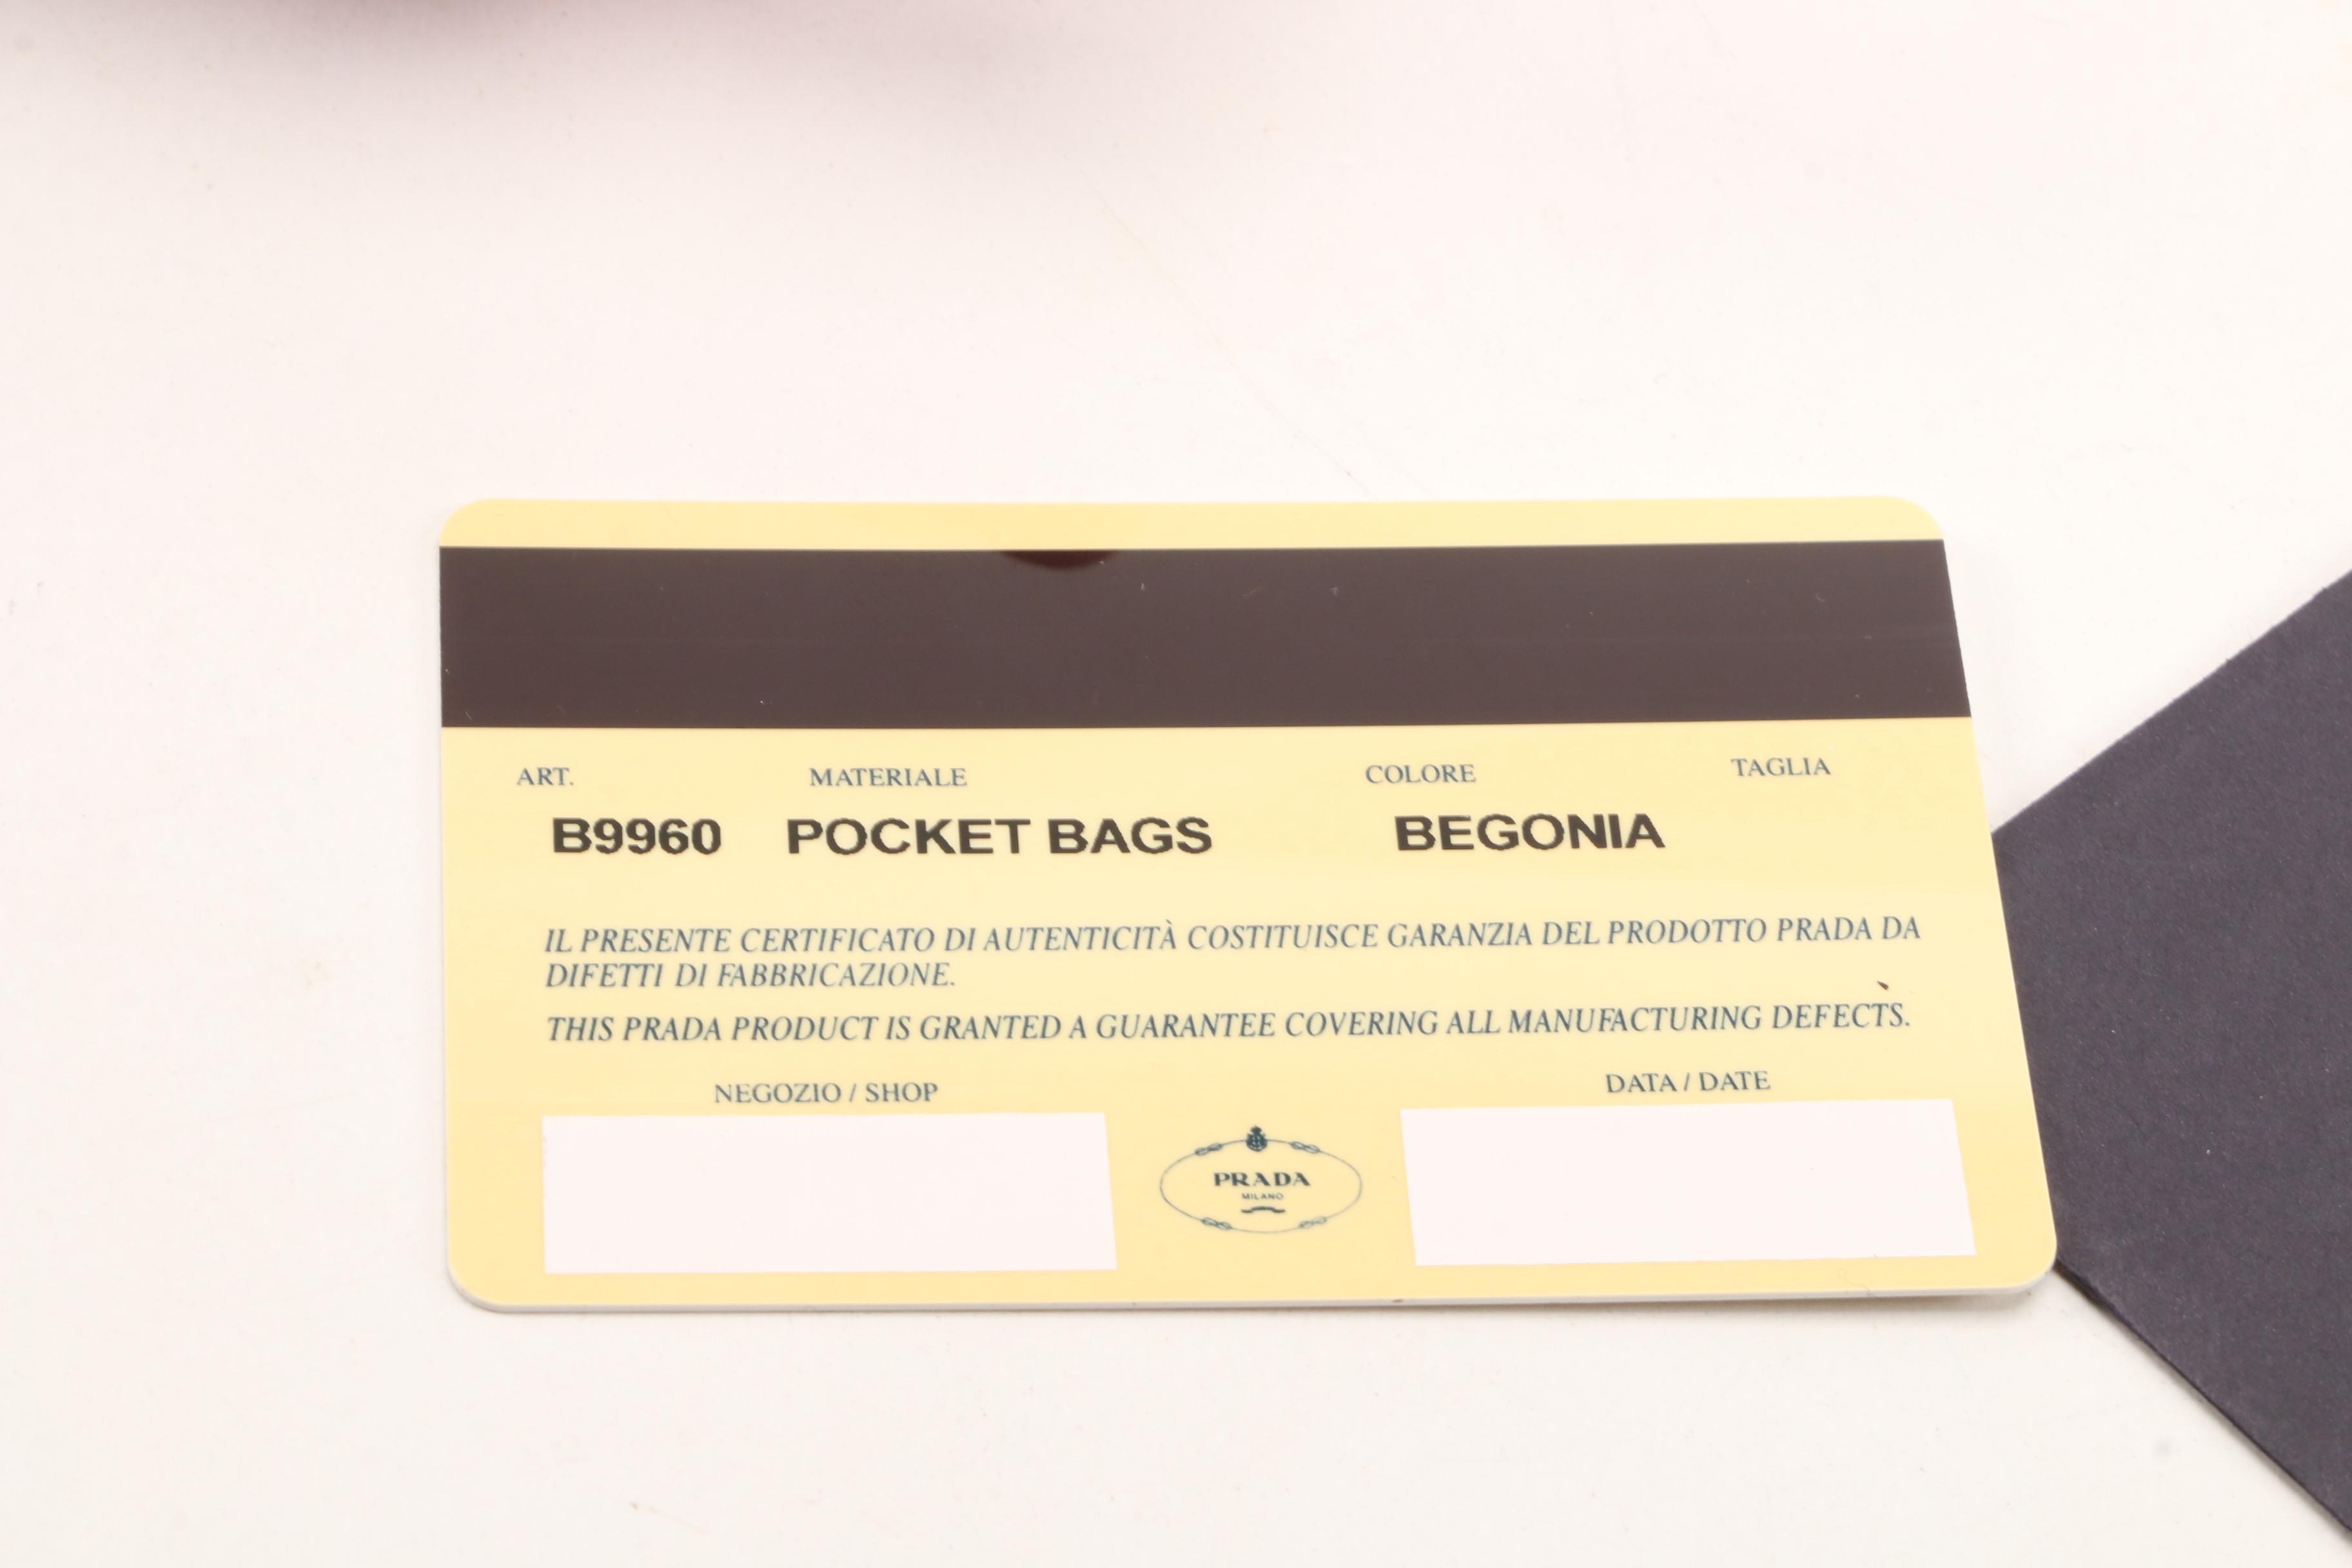 ART. MATERIALE COLORE TAGLIA
B9960 POCKET BAGS BEGONIA
IL PRESENTE CERTIFICATO DI AUTENTICITÀ COSTITUISCE GARANZIA DEL PRODOTTO PRADA DA
DIFETTI DI FABBRICAZIONE.
THIS PRADA PRODUCT IS GRANTED A GUARANTEE COVERING ALL MANUFACTURING DEFECTS.
NEGOZIO / SHOP DATA / DATE
PRADA
MILANO